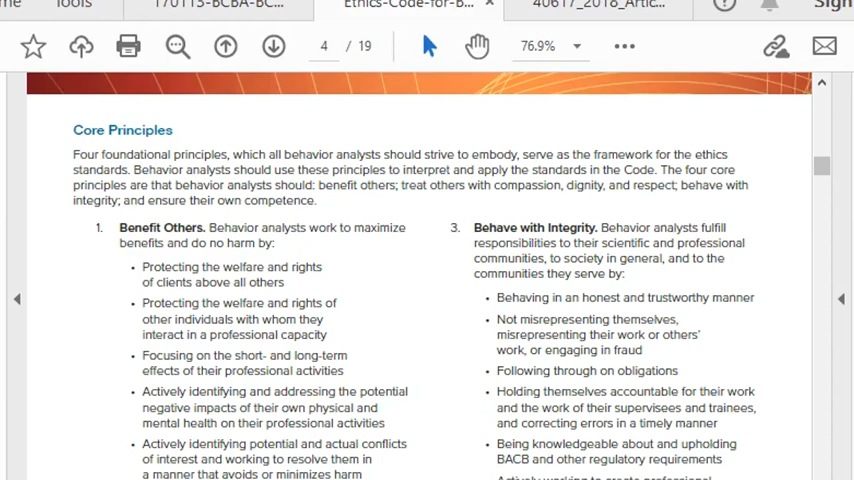 Tools
170113-BCBA-BC...
Ethics-Code-for-B...
40617_2018_Artic...
Sign
4 / 19
76.9%
Core Principles
Four foundational principles, which all behavior analysts should strive to embody, serve as the framework for the ethics
standards. Behavior analysts should use these principles to interpret and apply the standards in the Code. The four core
principles are that behavior analysts should: benefit others; treat others with compassion, dignity, and respect; behave with
integrity; and ensure their own competence.
1. Benefit Others. Behavior analysts work to maximize
benefits and do no harm by:
• Protecting the welfare and rights
of clients above all others
• Protecting the welfare and rights of
other individuals with whom they
interact in a professional capacity
• Focusing on the short- and long-term
effects of their professional activities
• Actively identifying and addressing the potential
negative impacts of their own physical and
mental health on their professional activities
• Actively identifying potential and actual conflicts
of interest and working to resolve them in
a manner that avoids or minimizes harm
3. Behave with Integrity. Behavior analysts fulfill
responsibilities to their scientific and professional
communities, to society in general, and to the
communities they serve by:
• Behaving in an honest and trustworthy manner
• Not misrepresenting themselves,
misrepresenting their work or others'
work, or engaging in fraud
• Following through on obligations
• Holding themselves accountable for their work
and the work of their supervisees and trainees,
and correcting errors in a timely manner
• Being knowledgeable about and upholding
BACB and other regulatory requirements
• Actively working to create professional